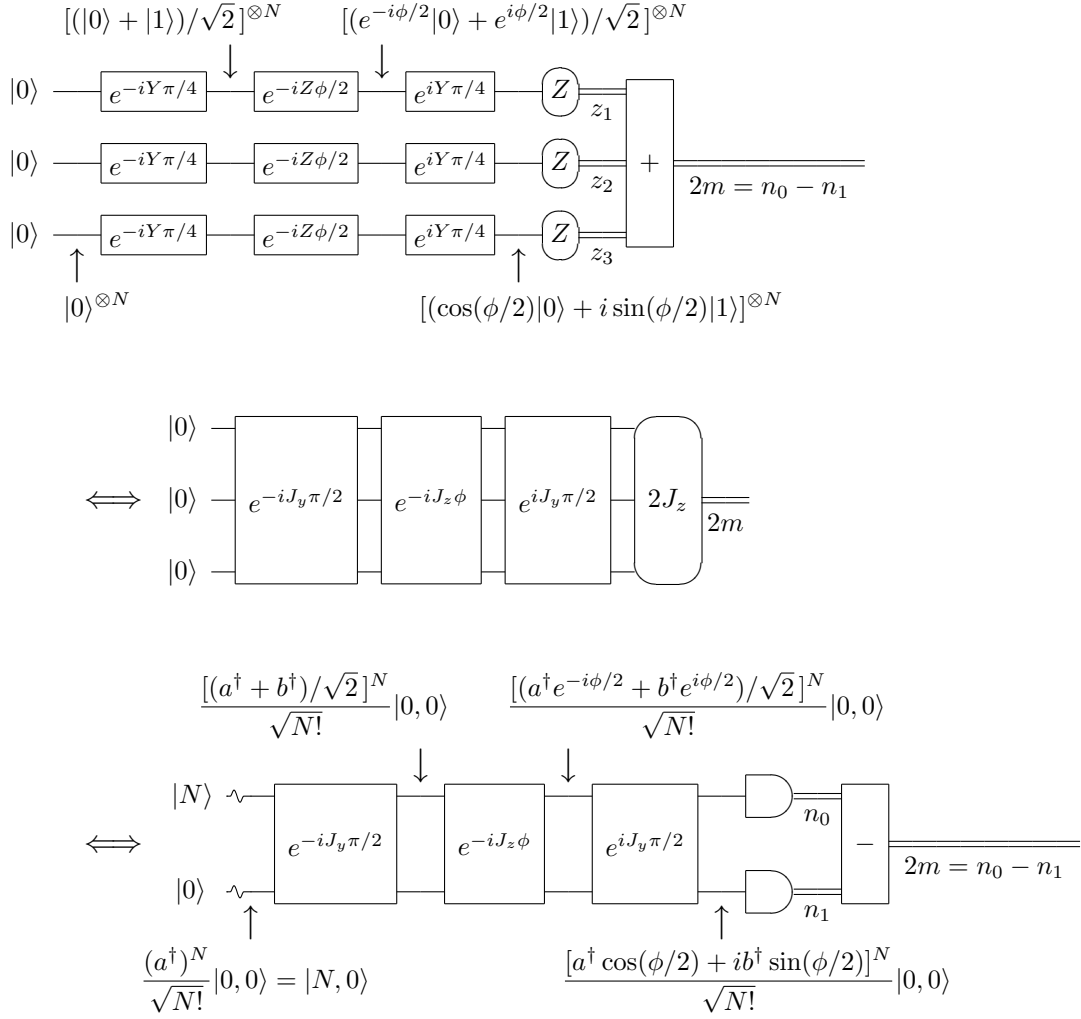 [(|0⟩ + |1⟩)/√2]^{⊗N} [(e^{-iϕ/2}|0⟩ + e^{iϕ/2}|1⟩)/√2]^{⊗N}
|0⟩ e^{-iYπ/4} e^{-iZϕ/2} e^{iYπ/4} Z z_1
|0⟩ e^{-iYπ/4} e^{-iZϕ/2} e^{iYπ/4} Z z_2 + 2m = n_0 − n_1
|0⟩ e^{-iYπ/4} e^{-iZϕ/2} e^{iYπ/4} Z z_3
|0⟩^{⊗N} [(cos(ϕ/2)|0⟩ + i sin(ϕ/2)|1⟩]^{⊗N}
|0⟩
⟺ |0⟩ e^{-iJ_yπ/2} e^{-iJ_zϕ} e^{iJ_yπ/2} 2J_z 2m
|0⟩
\frac{[(a^† + b^†)/√2]^N}{√N!}|0, 0⟩ \frac{[(a^†e^{-iϕ/2} + b^†e^{iϕ/2})/√2]^N}{√N!}|0, 0⟩
|N⟩ n_0
⟺ e^{-iJ_yπ/2} e^{-iJ_zϕ} e^{iJ_yπ/2} − 2m = n_0 − n_1
|0⟩ n_1
\frac{(a^†)^N}{√N!}|0, 0⟩ = |N, 0⟩ \frac{[a^† cos(ϕ/2) + ib^† sin(ϕ/2)]^N}{√N!}|0, 0⟩